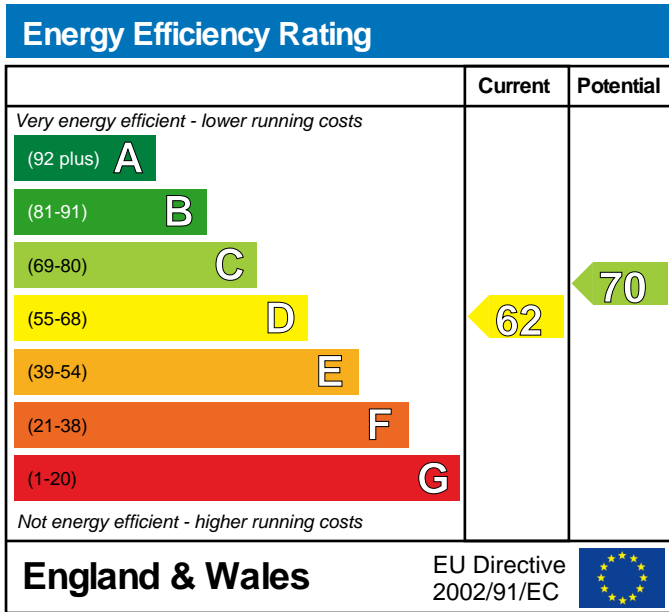 Energy Efficiency Rating
Current Potential
Very energy efficient - lower running costs
(92 plus) A
(81-91) B
(69-80) C
70
(55-68) D
62
(39-54) E
(21-38) F
(1-20) G
Not energy efficient - higher running costs
England & Wales
EU Directive
2002/91/EC